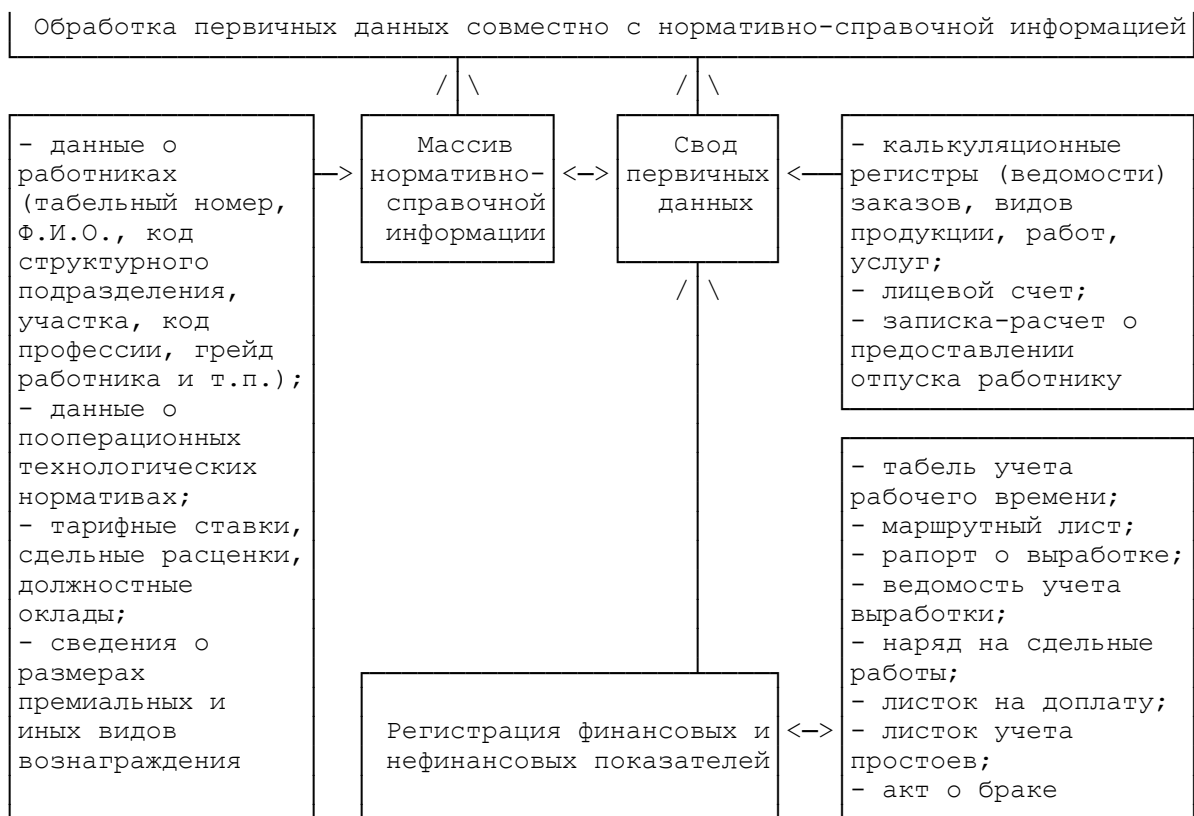 Обработка первичных данных совместно с нормативно-справочной информацией
- данные о
работниках
(табельный номер,
Ф.И.О., код
структурного
подразделения,
участка, код
профессии, грейд
работника и т.п.);
- данные о
пооперационных
технологических
нормативах;
- тарифные ставки,
сдельные расценки,
должностные
оклады;
- сведения о
размерах
премиальных и
иных видов
вознаграждения
Массив
нормативно-
справочной
информации
Свод
первичных
данных
- калькуляционные
регистры (ведомости)
заказов, видов
продукции, работ,
услуг;
- лицевой счет;
- записка-расчет о
предоставлении
отпуска работнику
- табель учета
рабочего времени;
- маршрутный лист;
- рапорт о выработке;
- ведомость учета
выработки;
- наряд на сдельные
работы;
- листок на доплату;
- листок учета
простоев;
- акт о браке
Регистрация финансовых и
нефинансовых показателей